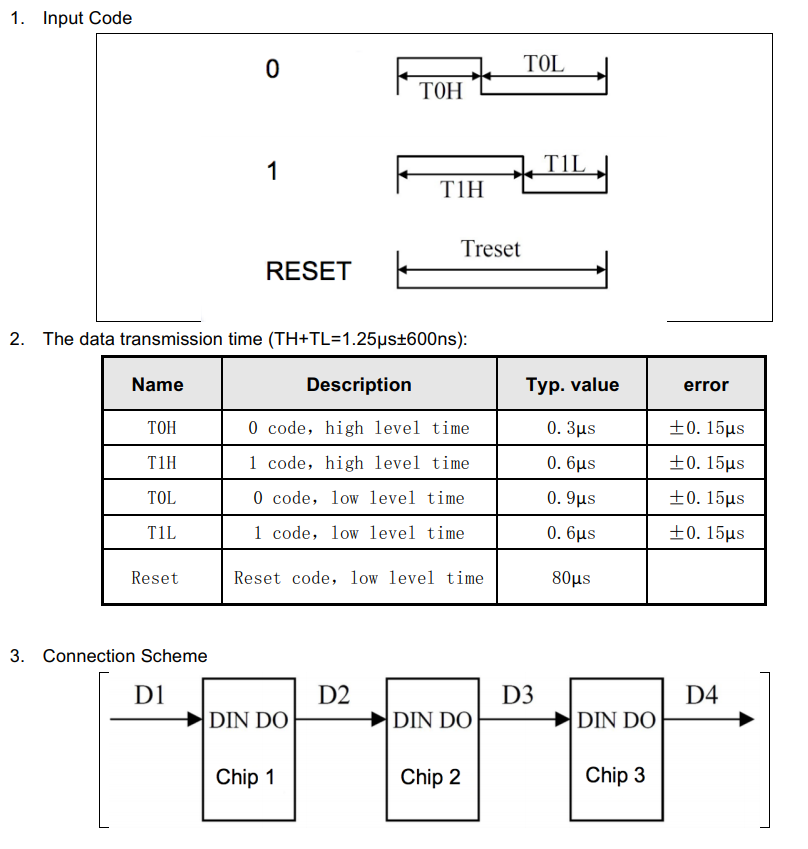 1. Input Code
0
T0H
T0L
1
T1H
T1L
RESET
Treset
2. The data transmission time (TH+TL=1.25μs±600ns):
Name Description Typ. value error
T0H 0 code，high level time 0.3μs ±0.15μs
T1H 1 code，high level time 0.6μs ±0.15μs
T0L 0 code，low level time 0.9μs ±0.15μs
T1L 1 code，low level time 0.6μs ±0.15μs
Reset Reset code，low level time 80μs
3. Connection Scheme
D1 D2 D3 D4
DIN DO DIN DO DIN DO
Chip 1 Chip 2 Chip 3